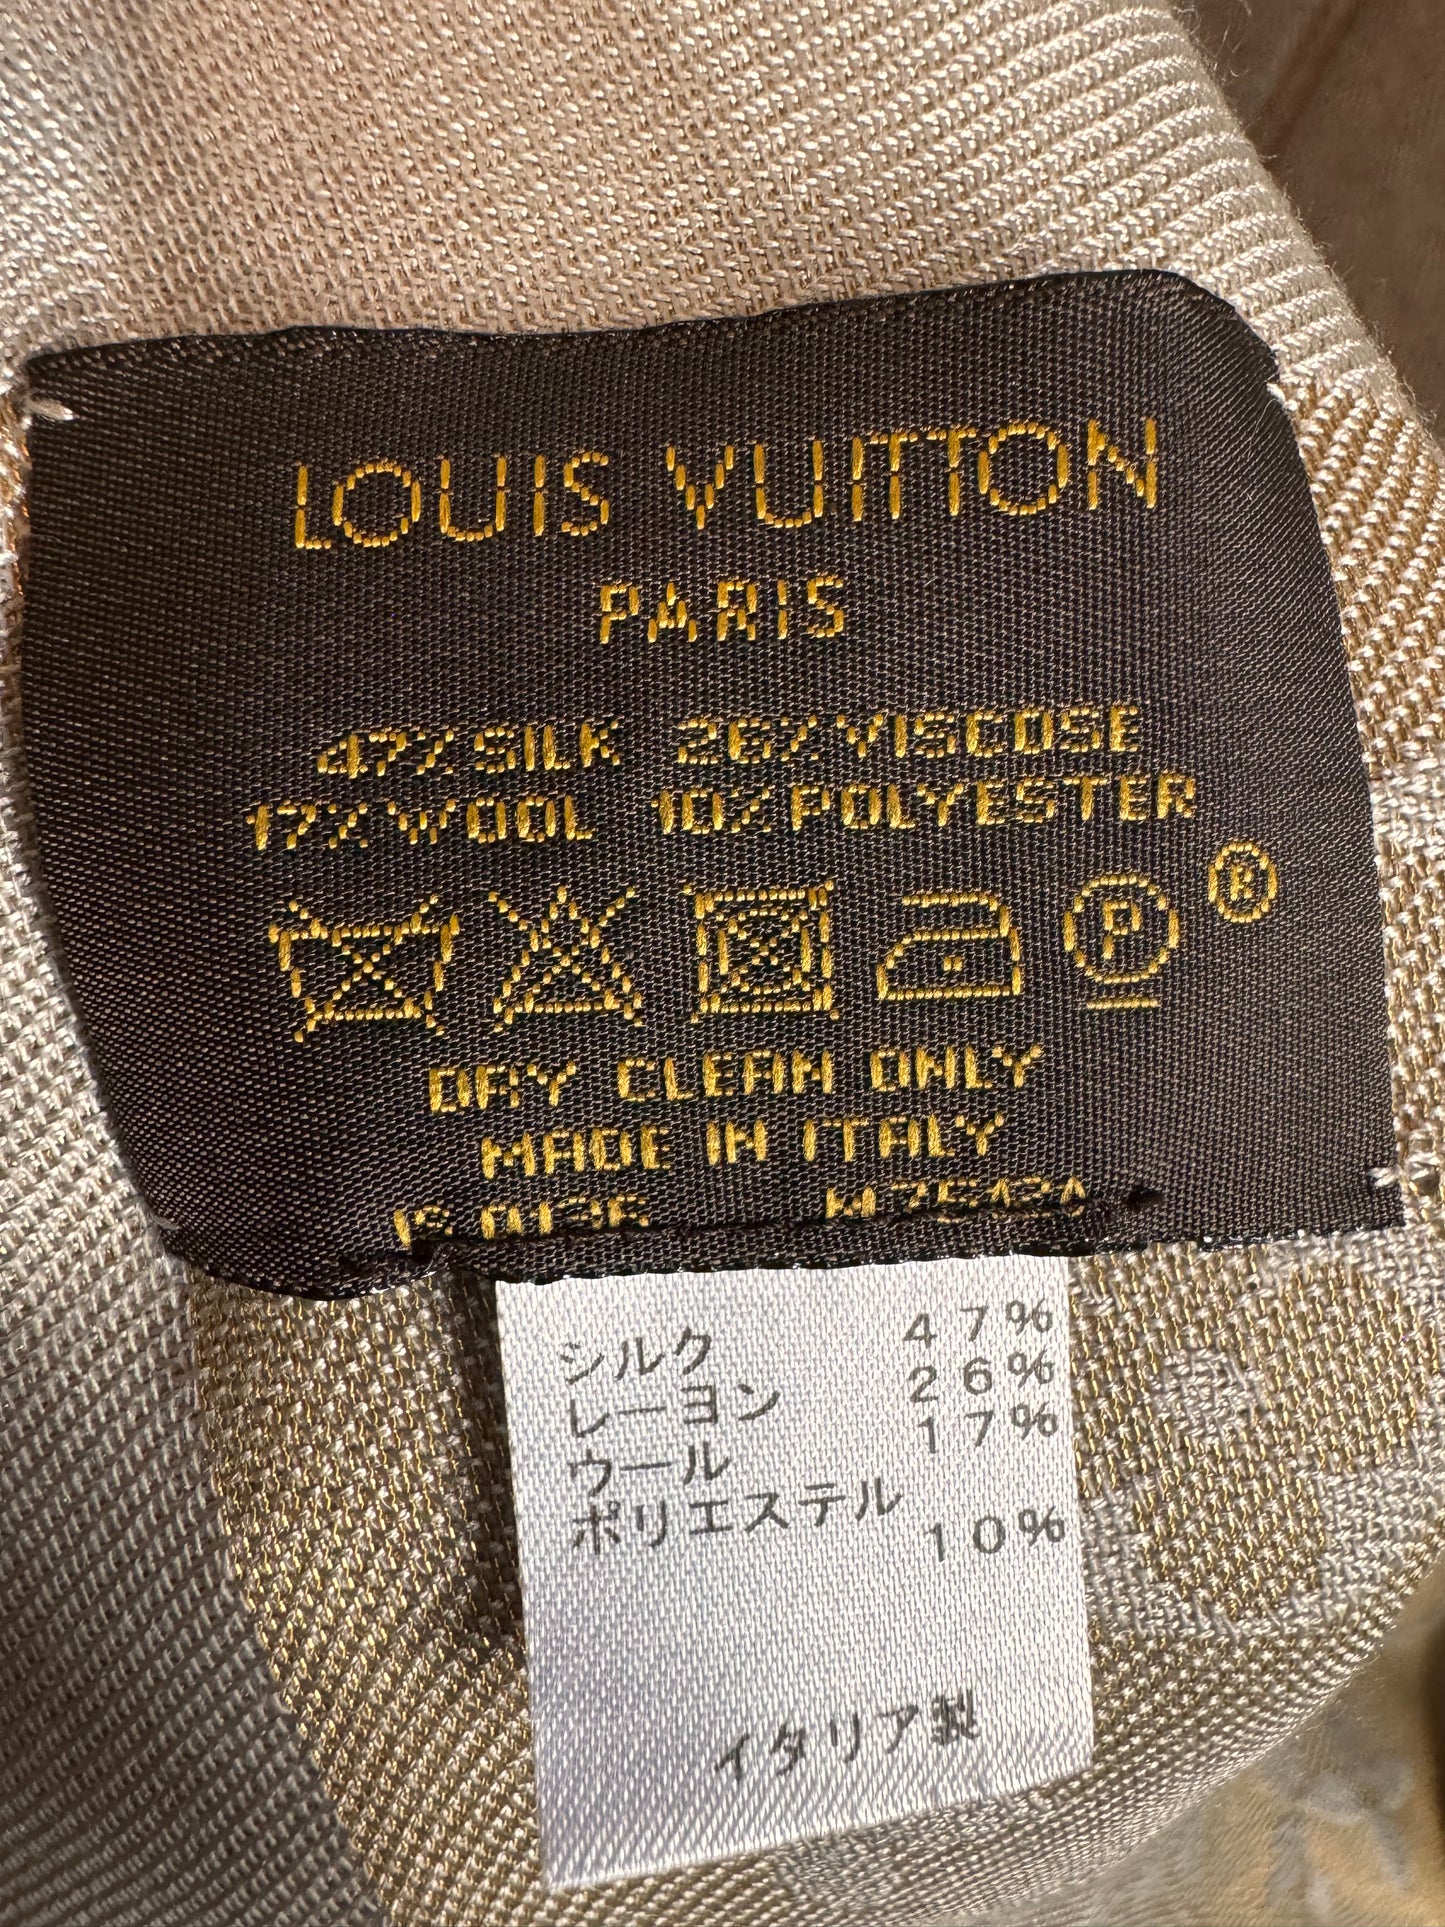 LOUIS VUITTON
PARIS
47% SILK 26% VISCOSE
17% WOOL 10% POLYESTER
P ®
DRY CLEAN ONLY
MADE IN ITALY
シルク 47%
レーヨン 26%
ウール 17%
ポリエステル 10%
イタリア製